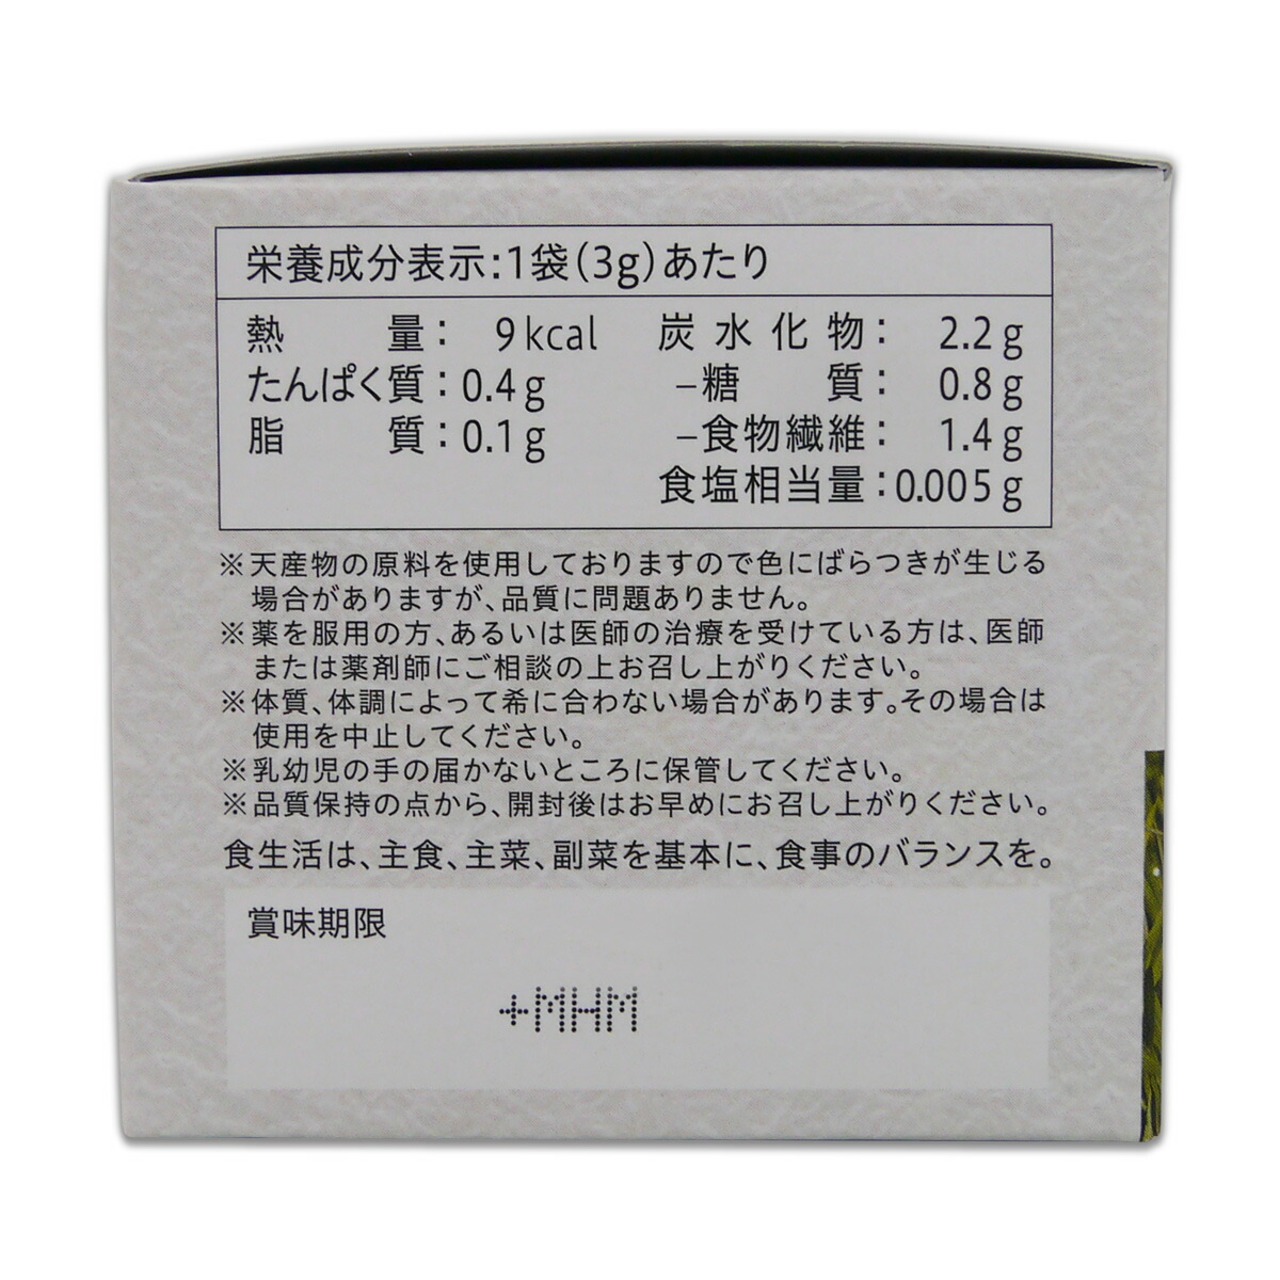 栄養成分表示:1袋(3g)あたり
熱量: 9kcal 炭水化物: 2.2g
たんぱく質:0.4g －糖質: 0.8g
脂質:0.1g －食物繊維: 1.4g
食塩相当量:0.005g
※天産物の原料を使用しておりますので色にばらつきが生じる
場合がありますが、品質に問題ありません。
※薬を服用の方、あるいは医師の治療を受けている方は、医師
または薬剤師にご相談の上お召し上がりください。
※体質、体調によって希に合わない場合があります。その場合は
使用を中止してください。
※乳幼児の手の届かないところに保管してください。
※品質保持の点から、開封後はお早めにお召し上がりください。
食生活は、主食、主菜、副菜を基本に、食事のバランスを。
賞味期限
+MHM